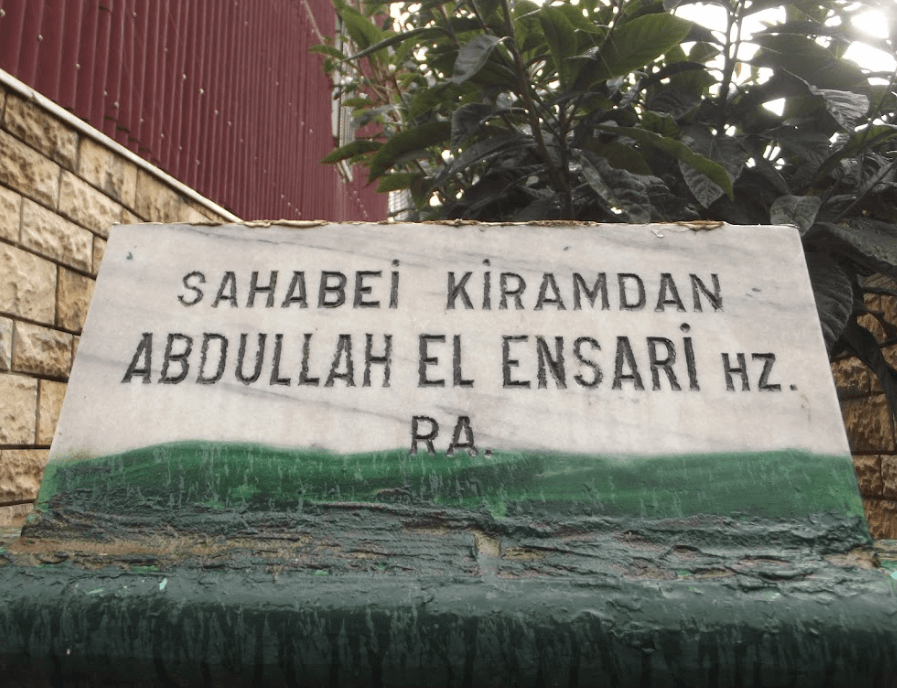 SAHABEİ KİRAMDAN
ABDULLAH EL ENSARİ HZ.
RA.